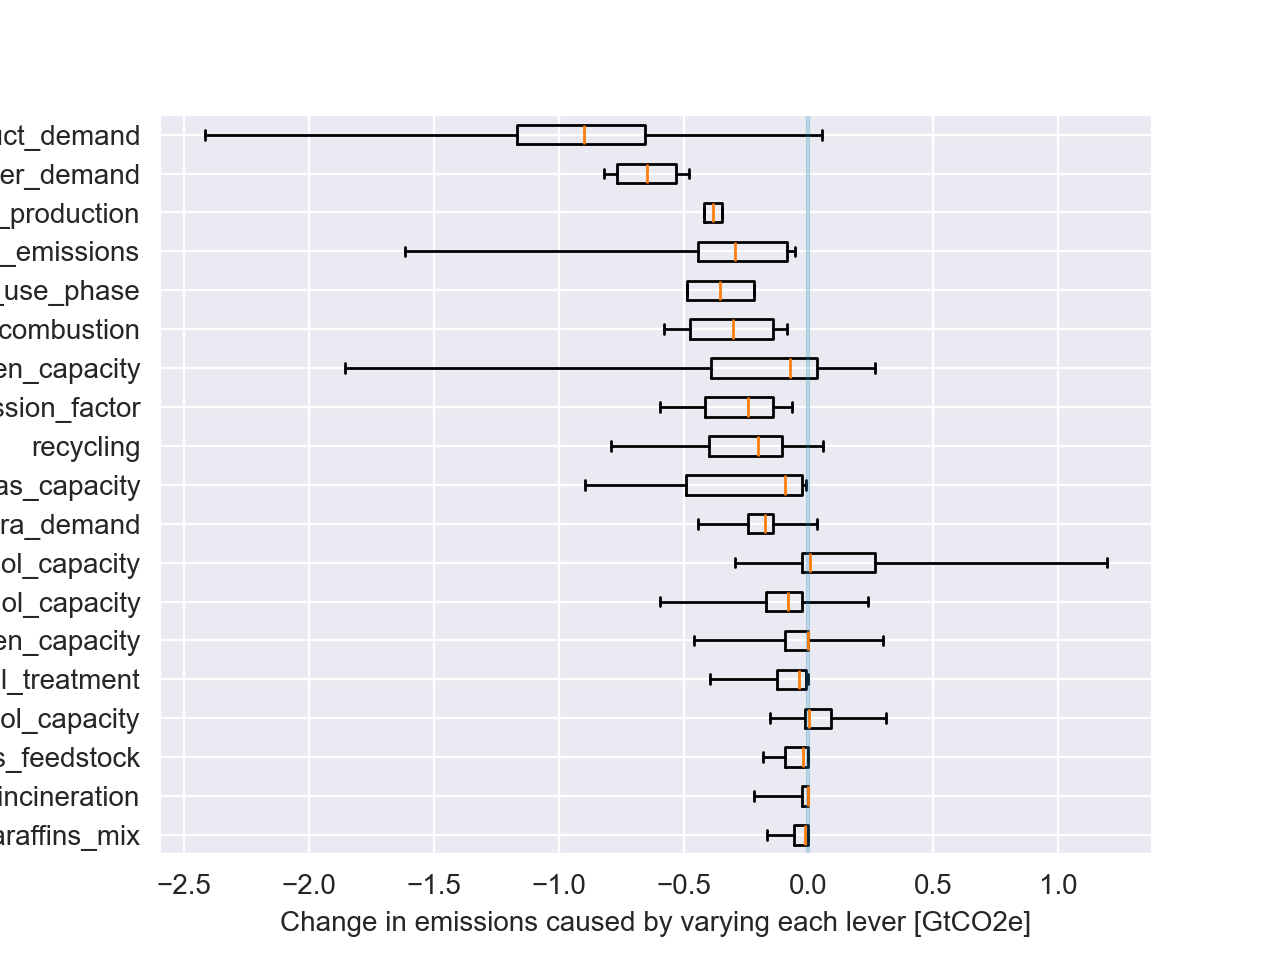 uct_demand
er_demand
_production
_emissions
_use_phase
combustion
en_capacity
ssion_factor
recycling
as_capacity
ra_demand
ol_capacity
ol_capacity
en_capacity
l_treatment
ol_capacity
s_feedstock
incineration
araffins_mix
−2.5 −2.0 −1.5 −1.0 −0.5 0.0 0.5 1.0
Change in emissions caused by varying each lever [GtCO2e]